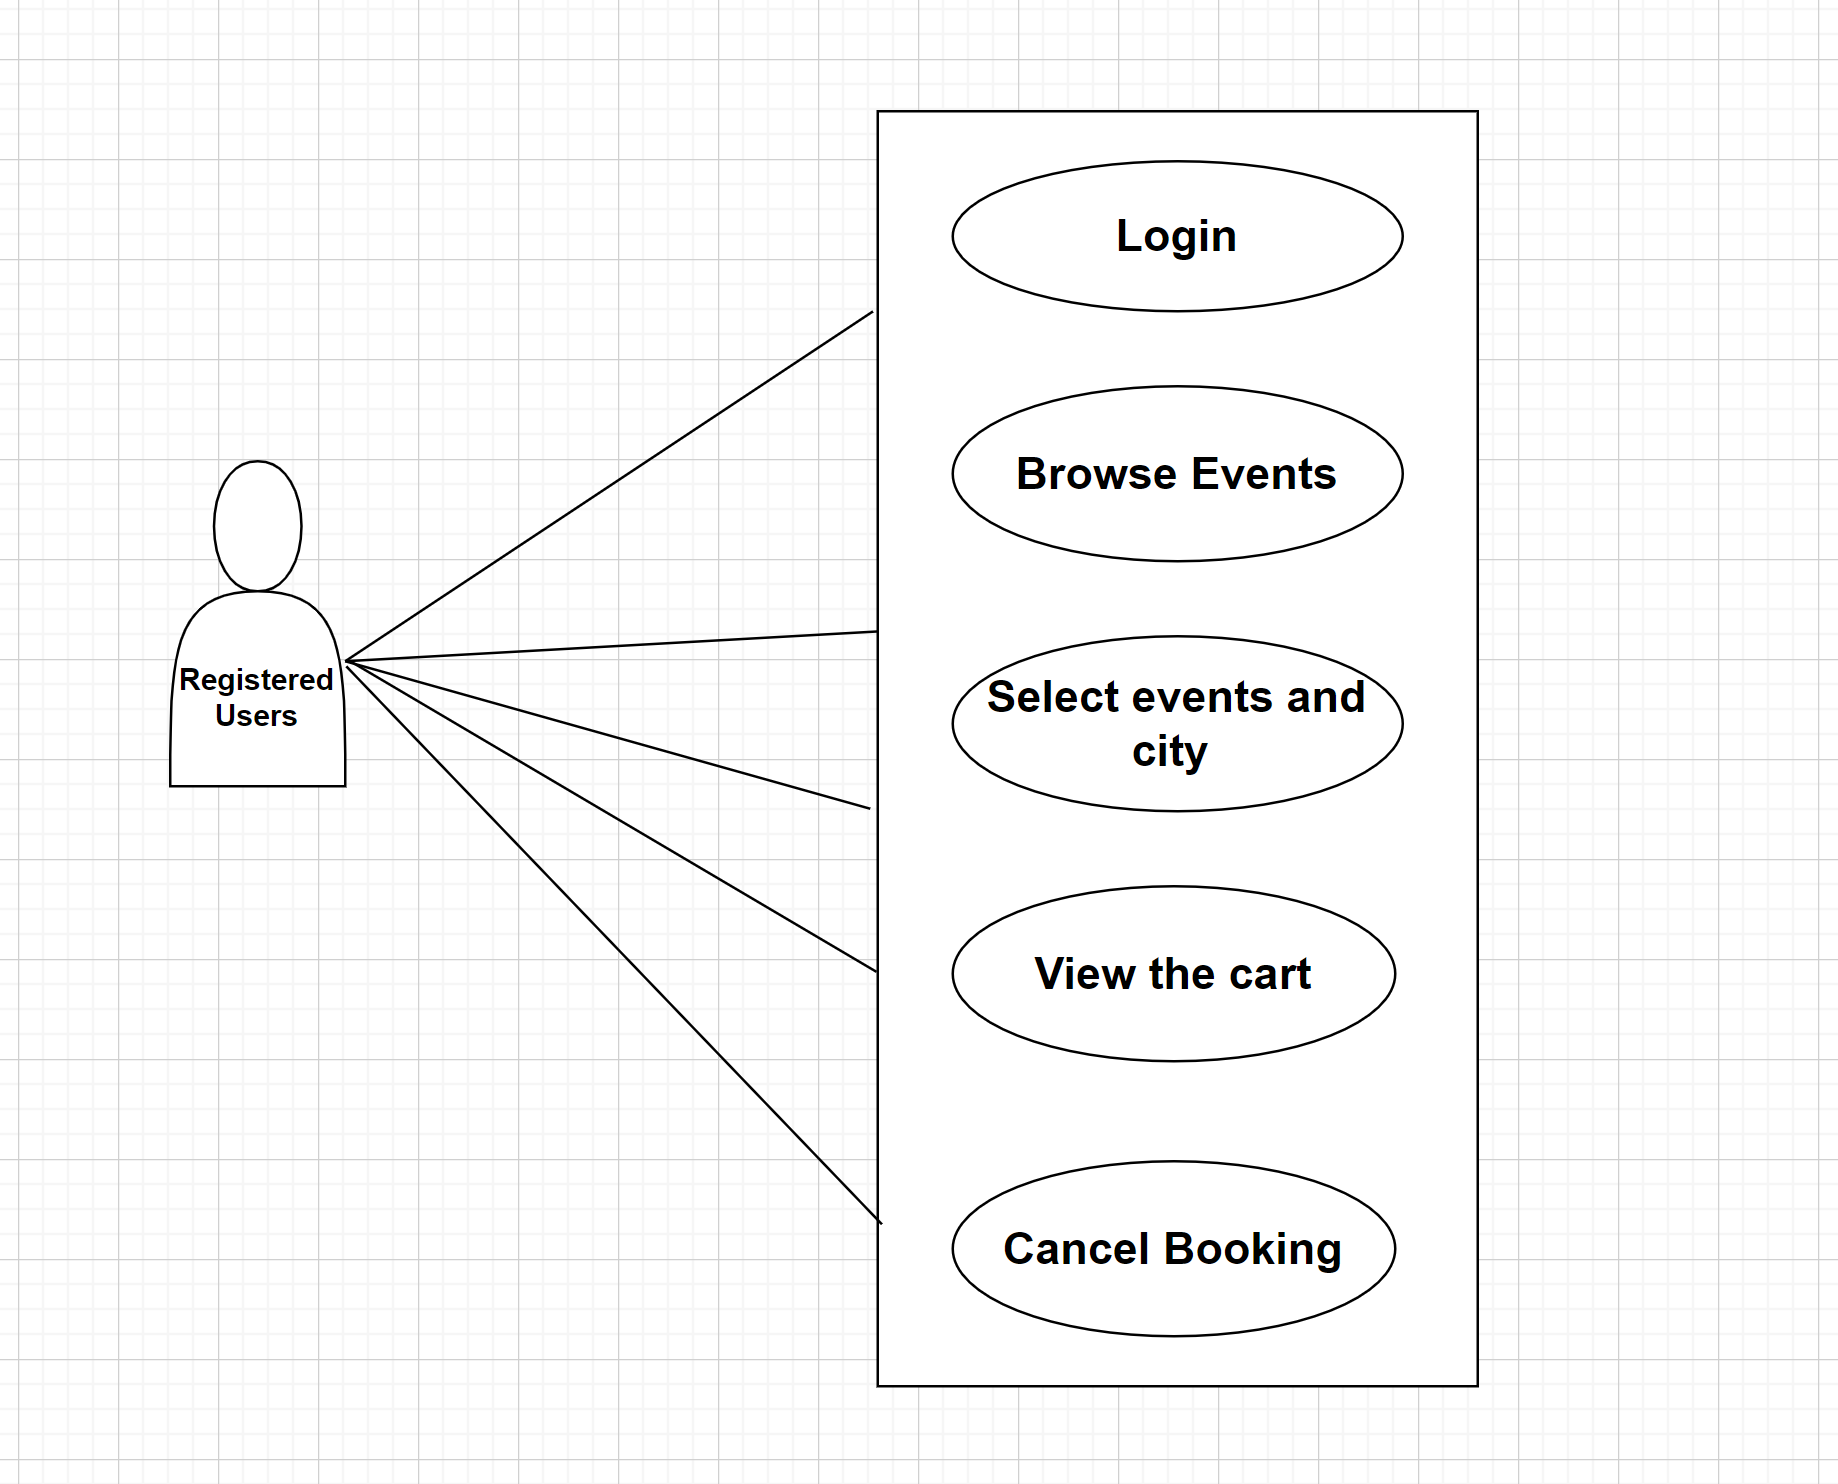 Login
Browse Events
Select events and
city
View the cart
Cancel Booking
Registered
Users